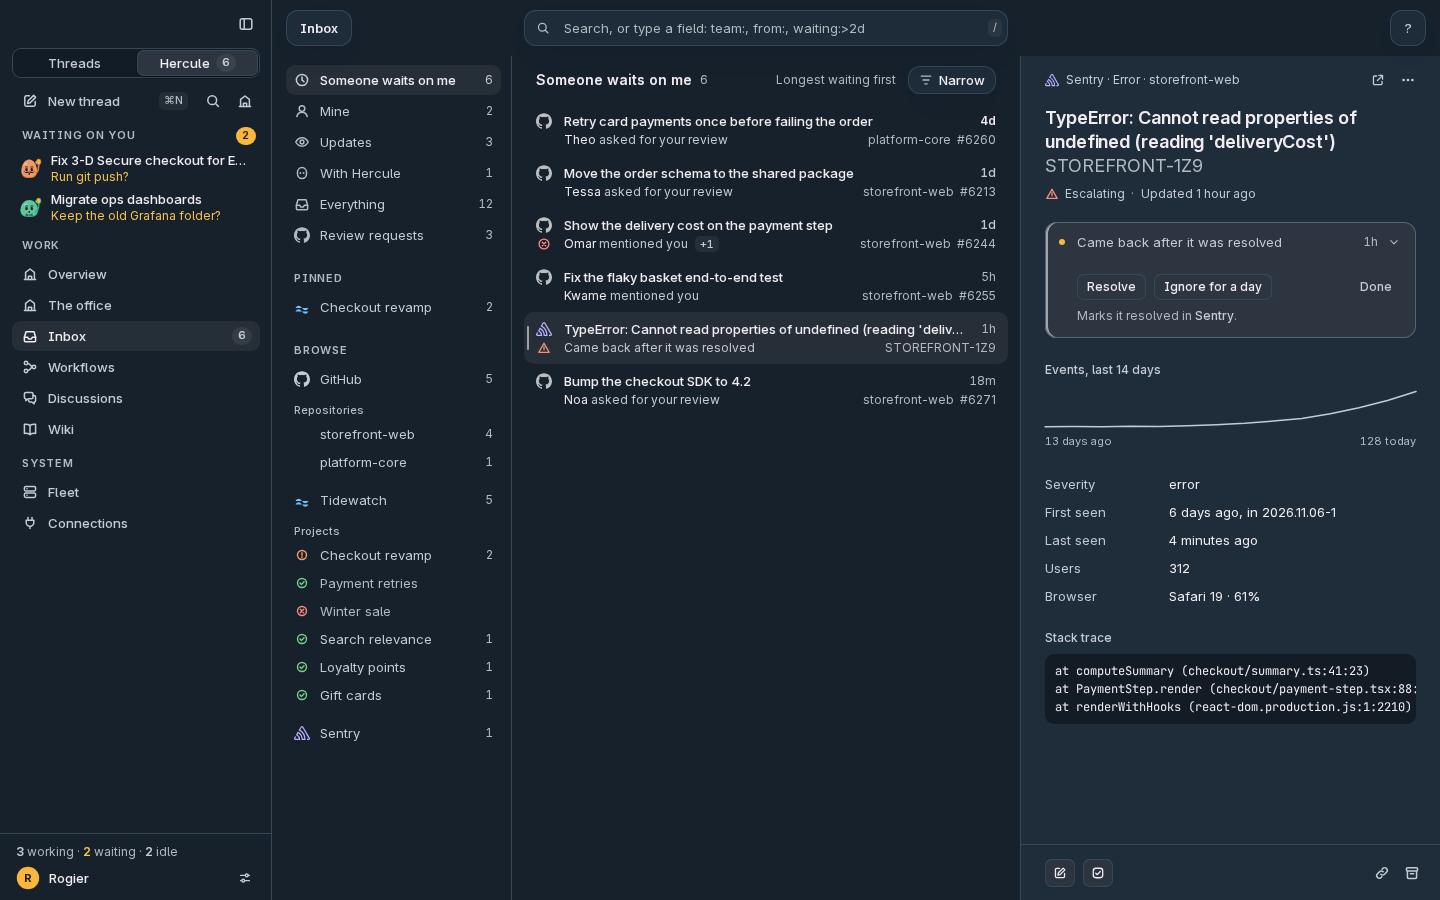 Threads
Hercule 6
New thread ⌘N
WAITING ON YOU 2
Fix 3-D Secure checkout for E…
Run git push?
Migrate ops dashboards
Keep the old Grafana folder?
WORK
Overview
The office
Inbox 6
Workflows
Discussions
Wiki
SYSTEM
Fleet
Connections
3 working · 2 waiting · 2 idle
R Rogier
Inbox
Someone waits on me 6
Mine 2
Updates 3
With Hercule 1
Everything 12
Review requests 3
PINNED
Checkout revamp 2
BROWSE
GitHub 5
Repositories
storefront-web 4
platform-core 1
Tidewatch 5
Projects
Checkout revamp 2
Payment retries
Winter sale
Search relevance 1
Loyalty points 1
Gift cards 1
Sentry 1
Search, or type a field: team:, from:, waiting:>2d /
?
Someone waits on me 6
Longest waiting first
Narrow
Retry card payments once before failing the order 4d
Theo asked for your review platform-core #6260
Move the order schema to the shared package 1d
Tessa asked for your review storefront-web #6213
Show the delivery cost on the payment step 1d
Omar mentioned you +1 storefront-web #6244
Fix the flaky basket end-to-end test 5h
Kwame mentioned you storefront-web #6255
TypeError: Cannot read properties of undefined (reading 'deliv… 1h
Came back after it was resolved STOREFRONT-1Z9
Bump the checkout SDK to 4.2 18m
Noa asked for your review storefront-web #6271
Sentry · Error · storefront-web
TypeError: Cannot read properties of
undefined (reading 'deliveryCost')
STOREFRONT-1Z9
Escalating · Updated 1 hour ago
Came back after it was resolved 1h
Resolve
Ignore for a day
Done
Marks it resolved in Sentry.
Events, last 14 days
13 days ago 128 today
Severity error
First seen 6 days ago, in 2026.11.06-1
Last seen 4 minutes ago
Users 312
Browser Safari 19 · 61%
Stack trace
at computeSummary (checkout/summary.ts:41:23)
at PaymentStep.render (checkout/payment-step.tsx:88:
at renderWithHooks (react-dom.production.js:1:2210)